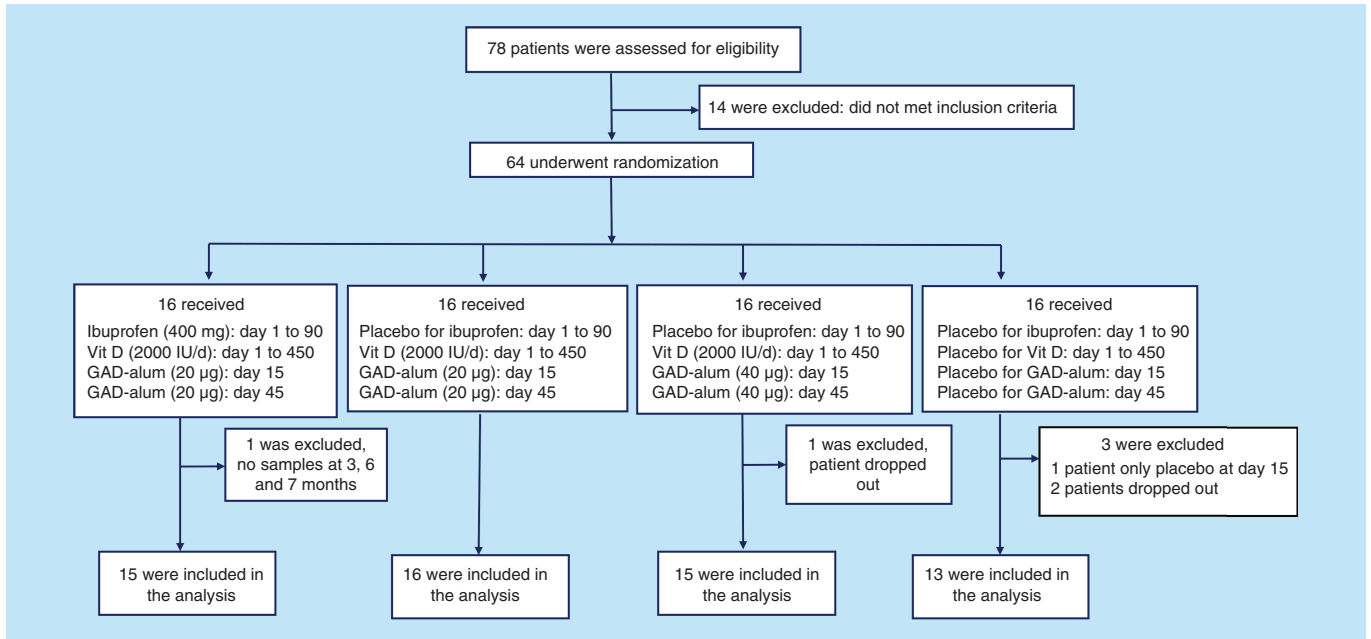 78 patients were assessed for eligibility
14 were excluded: did not met inclusion criteria
64 underwent randomization
16 received
Ibuprofen (400 mg): day 1 to 90
Vit D (2000 IU/d): day 1 to 450
GAD-alum (20 µg): day 15
GAD-alum (20 µg): day 45
16 received
Placebo for ibuprofen: day 1 to 90
Vit D (2000 IU/d): day 1 to 450
GAD-alum (20 µg): day 15
GAD-alum (20 µg): day 45
16 received
Placebo for ibuprofen: day 1 to 90
Vit D (2000 IU/d): day 1 to 450
GAD-alum (40 µg): day 15
GAD-alum (40 µg): day 45
16 received
Placebo for ibuprofen: day 1 to 90
Placebo for Vit D: day 1 to 450
Placebo for GAD-alum: day 15
Placebo for GAD-alum: day 45
1 was excluded,
no samples at 3, 6
and 7 months
1 was excluded,
patient dropped
out
3 were excluded
1 patient only placebo at day 15
2 patients dropped out
15 were included in
the analysis
16 were included in
the analysis
15 were included in
the analysis
13 were included in
the analysis